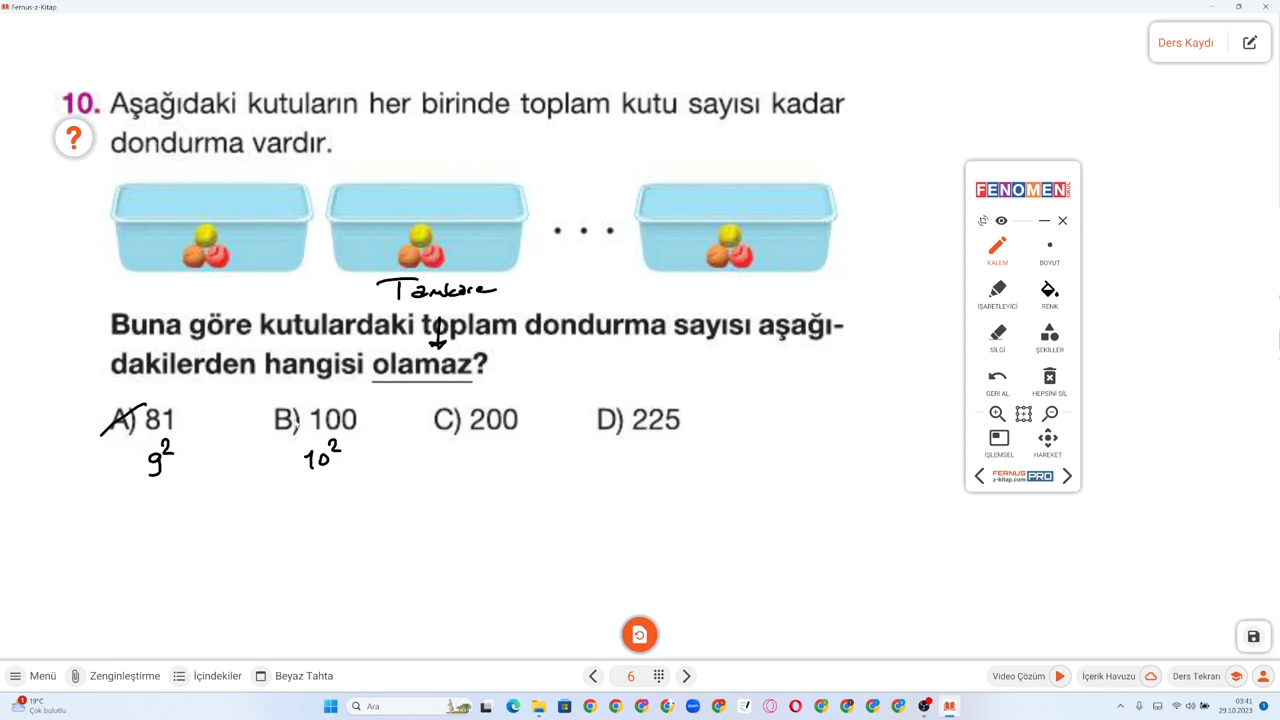 Fernus-z-Kitap
Ders Kaydı
10. Aşağıdaki kutuların her birinde toplam kutu sayısı kadar
dondurma vardır.
?
Tamkare
Buna göre kutulardaki toplam dondurma sayısı aşağı-
dakilerden hangisi olamaz?
A) 81 B) 100 C) 200 D) 225
9² 10²
FENOMEN OKUL
KALEM BOYUT
İŞARETLEYİCİ RENK
SİLGİ ŞEKİLLER
GERİ AL HEPSİNİ SİL
İŞLEMSEL HAREKET
FERNUS PRO
z-kitap.com
Menü Zenginleştirme İçindekiler Beyaz Tahta 6 Video Çözüm İçerik Havuzu Ders Tekrarı
19°C
Çok bulutlu
Ara
03:41
29.10.2023